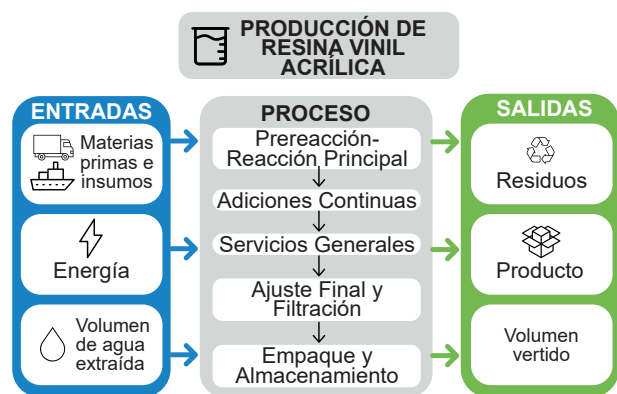 PRODUCCIÓN DE
RESINA VINIL
ACRÍLICA
ENTRADAS
Materias
primas e
insumos
Energía
Volumen
de agua
extraída
PROCESO
Prereacción-
Reacción Principal
Adiciones Continuas
Servicios Generales
Ajuste Final y
Filtración
Empaque y
Almacenamiento
SALIDAS
Residuos
Producto
Volumen
vertido